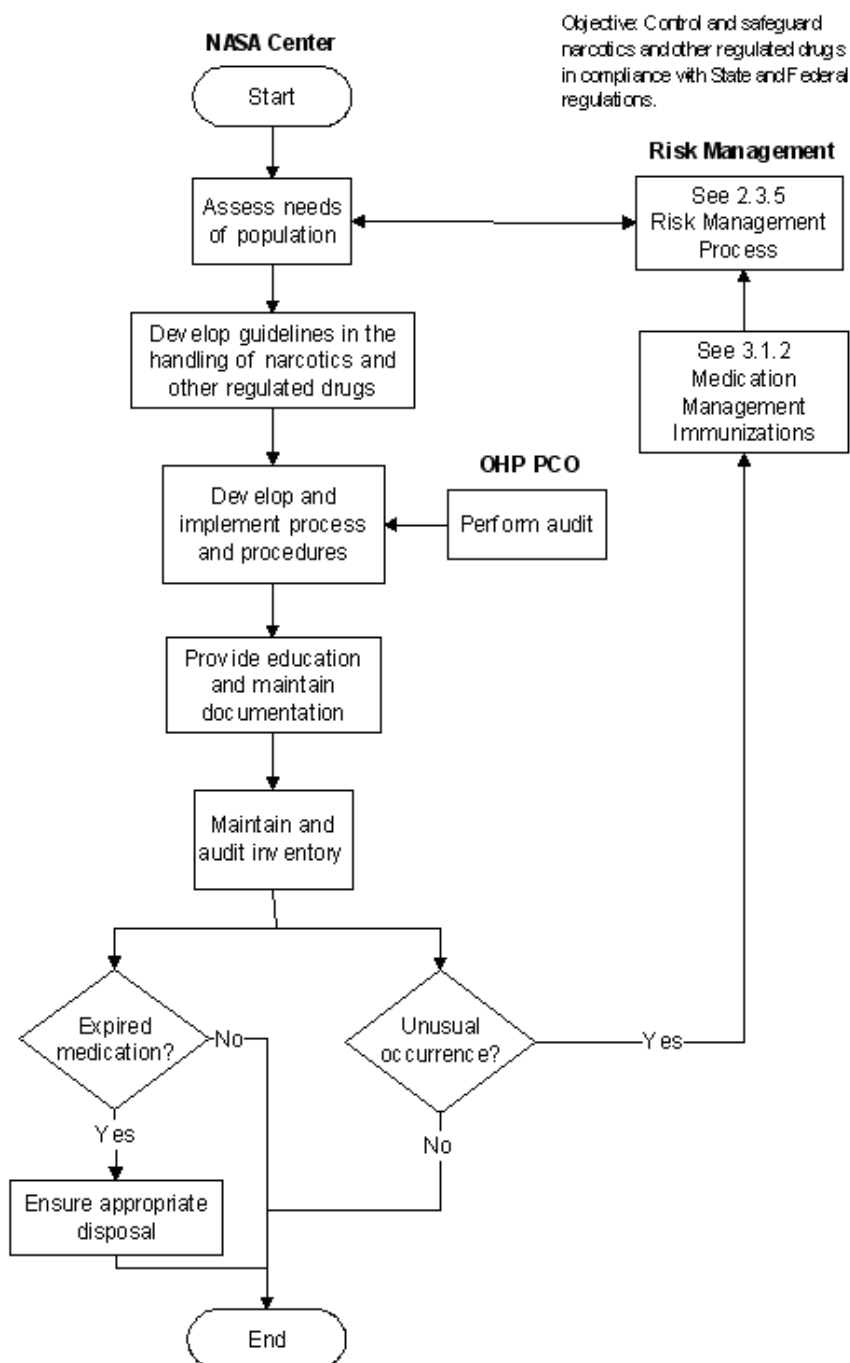 Objective: Control and safeguard
narcotics and other regulated drugs
in compliance with State and Federal
regulations.
NASA Center
Start
Risk Management
Assess needs
of population
See 2.3.5
Risk Management
Process
Develop guidelines in the
handling of narcotics and
other regulated drugs
See 3.1.2
Medication
Management
Immunizations
OHP PCO
Develop and
implement process
and procedures
Perform audit
Provide education
and maintain
documentation
Maintain and
audit inventory
Expired
medication?
No
Unusual
occurrence?
Yes
Yes
No
Ensure appropriate
disposal
End